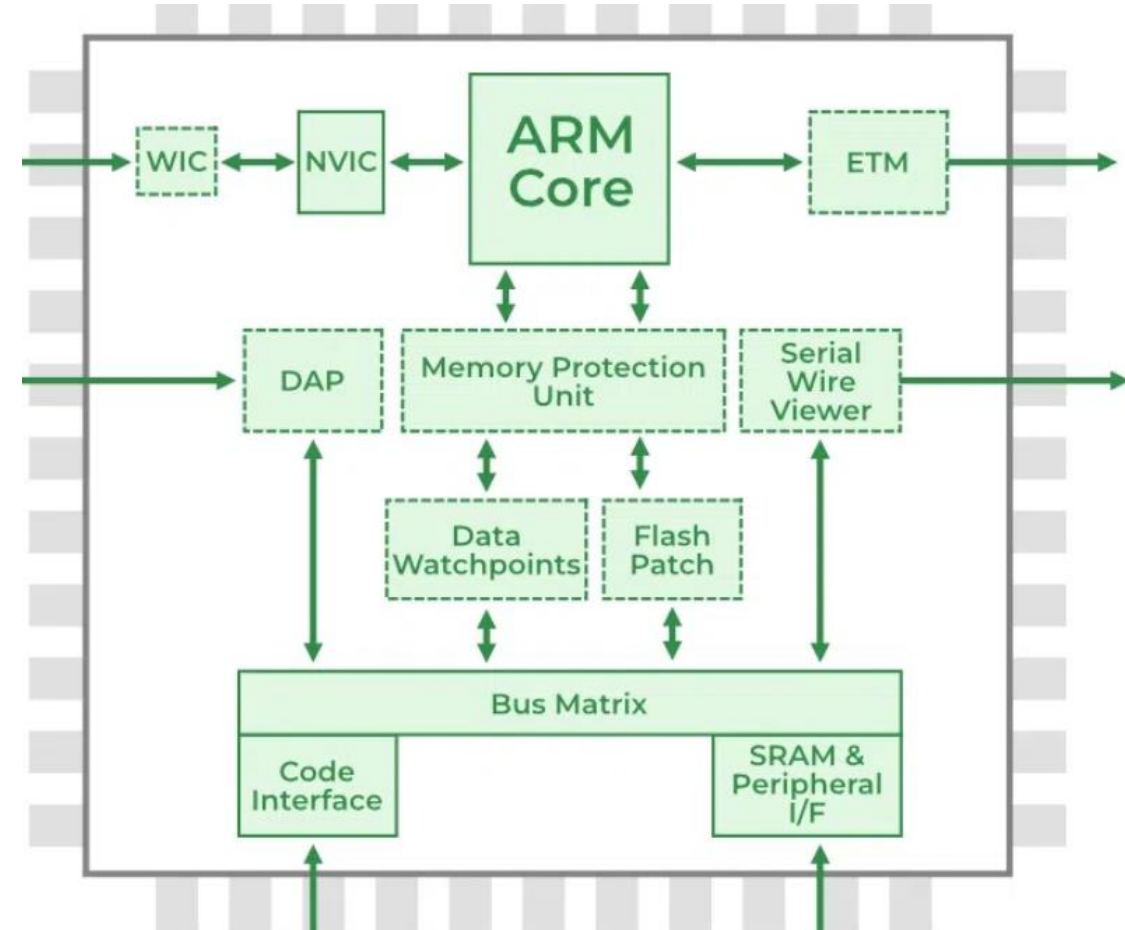 ARM
Core
WIC
NVIC
ETM
DAP
Memory Protection
Unit
Serial
Wire
Viewer
Data
Watchpoints
Flash
Patch
Bus Matrix
Code
Interface
SRAM &
Peripheral
I/F